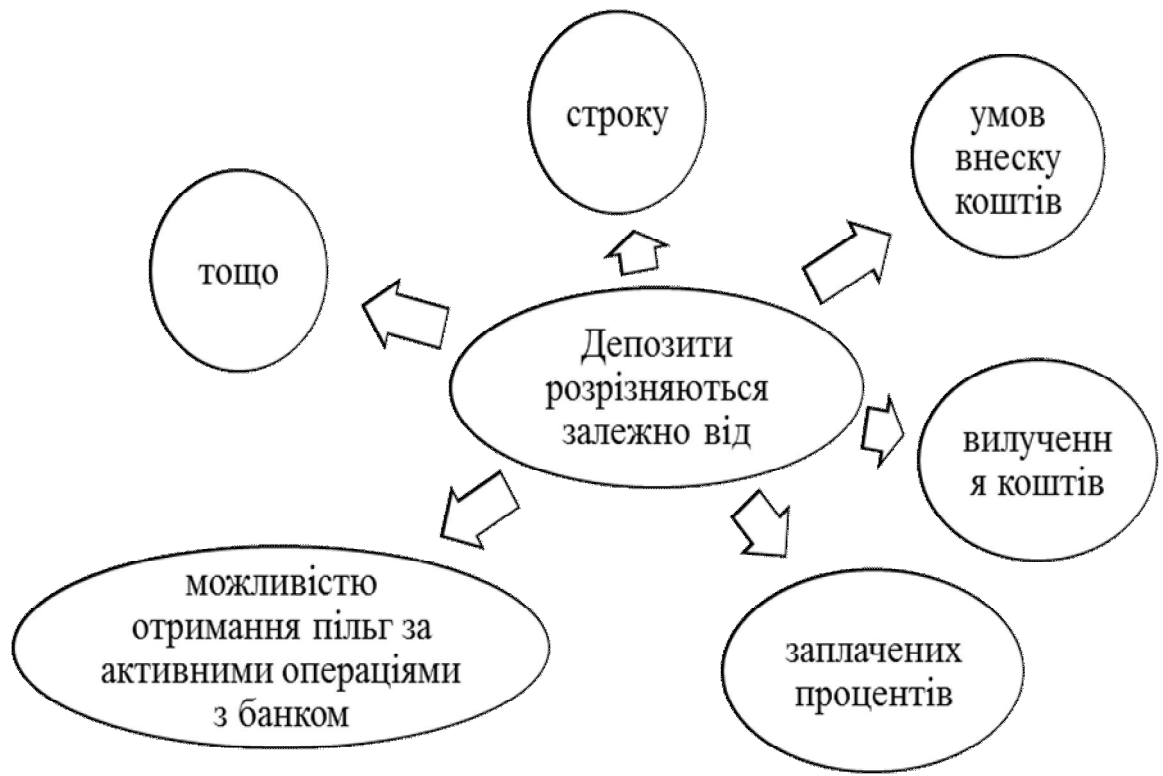 строку
умов
внеску
коштів
тощо
Депозити
розрізняються
залежно від
вилученн
я коштів
можливістю
отримання пільг за
активними операціями
з банком
заплачених
процентів